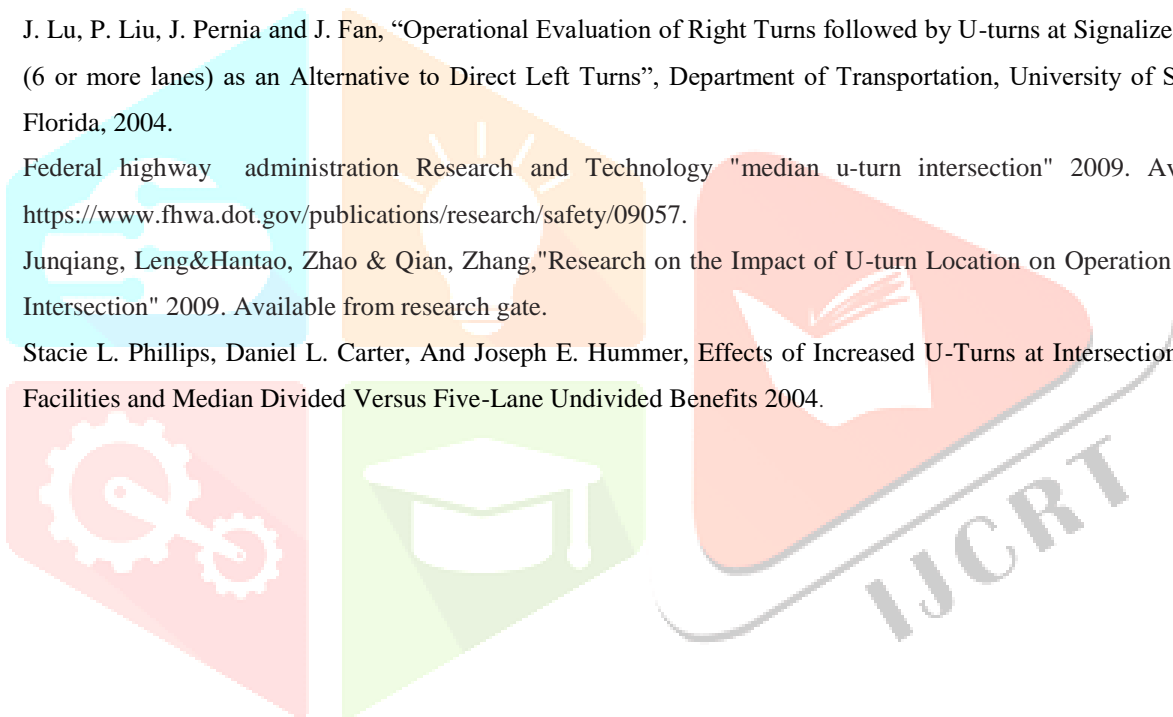 J. Lu, P. Liu, J. Pernia and J. Fan, “Operational Evaluation of Right Turns followed by U-turns at Signalize
(6 or more lanes) as an Alternative to Direct Left Turns”, Department of Transportation, University of S
Florida, 2004.
Federal highway administration Research and Technology "median u-turn intersection" 2009. Av
https://www.fhwa.dot.gov/publications/research/safety/09057.
Junqiang, Leng&Hantao, Zhao & Qian, Zhang,"Research on the Impact of U-turn Location on Operation
Intersection" 2009. Available from research gate.
Stacie L. Phillips, Daniel L. Carter, And Joseph E. Hummer, Effects of Increased U-Turns at Intersection
Facilities and Median Divided Versus Five-Lane Undivided Benefits 2004.
IJCRT